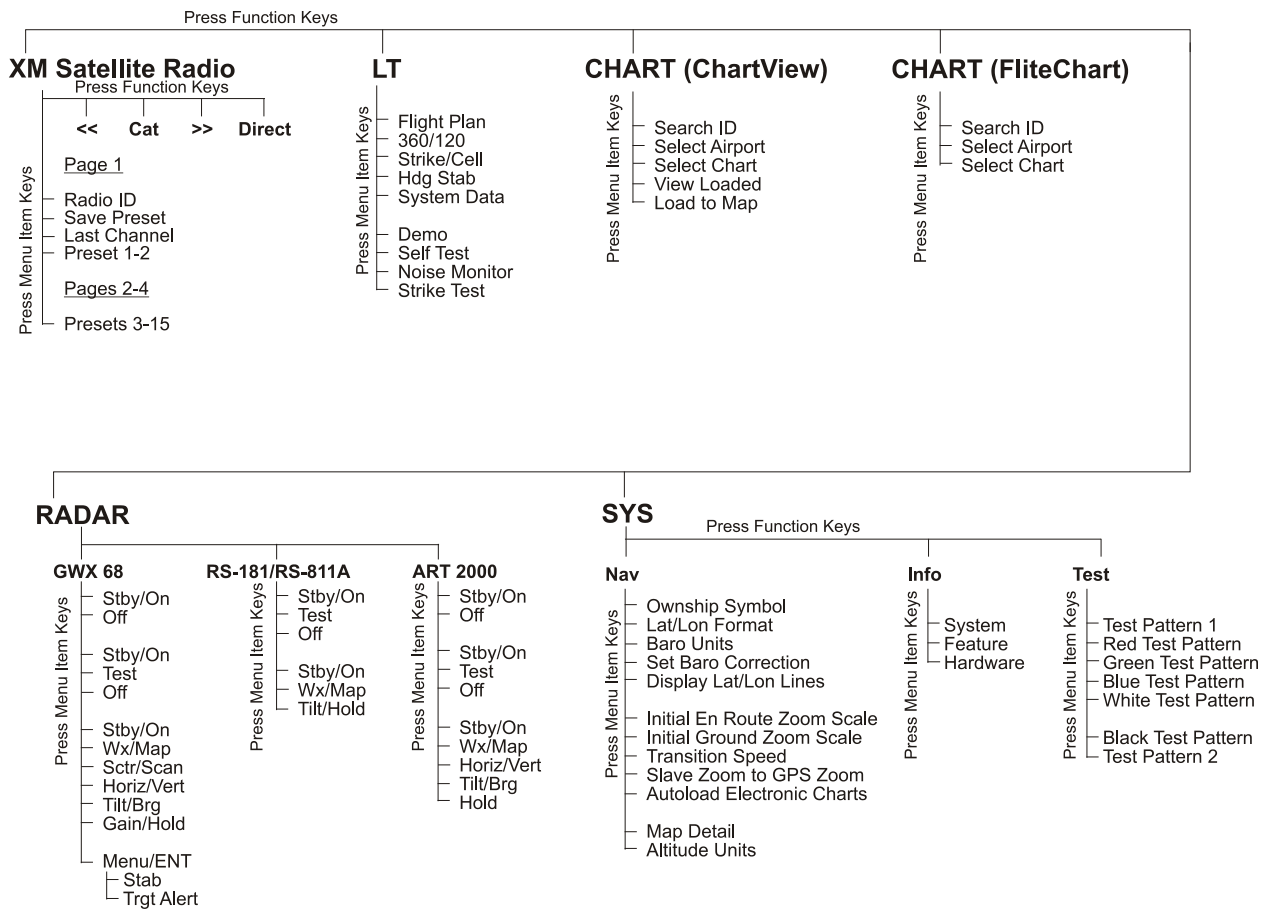 Press Function Keys
XM Satellite Radio
Press Function Keys
<<
Cat
>>
Direct
Press Menu Item Keys
Page 1
Radio ID
Save Preset
Last Channel
Preset 1-2
Pages 2-4
Presets 3-15
LT
Press Menu Item Keys
Flight Plan
360/120
Strike/Cell
Hdg Stab
System Data
Demo
Self Test
Noise Monitor
Strike Test
CHART (ChartView)
Press Menu Item Keys
Search ID
Select Airport
Select Chart
View Loaded
Load to Map
CHART (FliteChart)
Press Menu Item Keys
Search ID
Select Airport
Select Chart
RADAR
GWX 68
Press Menu Item Keys
Stby/On
Off
Stby/On
Test
Off
Stby/On
Wx/Map
Sctr/Scan
Horiz/Vert
Tilt/Brg
Gain/Hold
Menu/ENT
Stab
Trgt Alert
RS-181/RS-811A
Press Menu Item Keys
Stby/On
Test
Off
Stby/On
Wx/Map
Tilt/Hold
ART 2000
Press Menu Item Keys
Stby/On
Off
Stby/On
Test
Off
Stby/On
Wx/Map
Horiz/Vert
Tilt/Brg
Hold
SYS
Press Function Keys
Nav
Press Menu Item Keys
Ownship Symbol
Lat/Lon Format
Baro Units
Set Baro Correction
Display Lat/Lon Lines
Initial En Route Zoom Scale
Initial Ground Zoom Scale
Transition Speed
Slave Zoom to GPS Zoom
Autoload Electronic Charts
Map Detail
Altitude Units
Info
Press Menu Item Keys
System
Feature
Hardware
Test
Press Menu Item Keys
Test Pattern 1
Red Test Pattern
Green Test Pattern
Blue Test Pattern
White Test Pattern
Black Test Pattern
Test Pattern 2